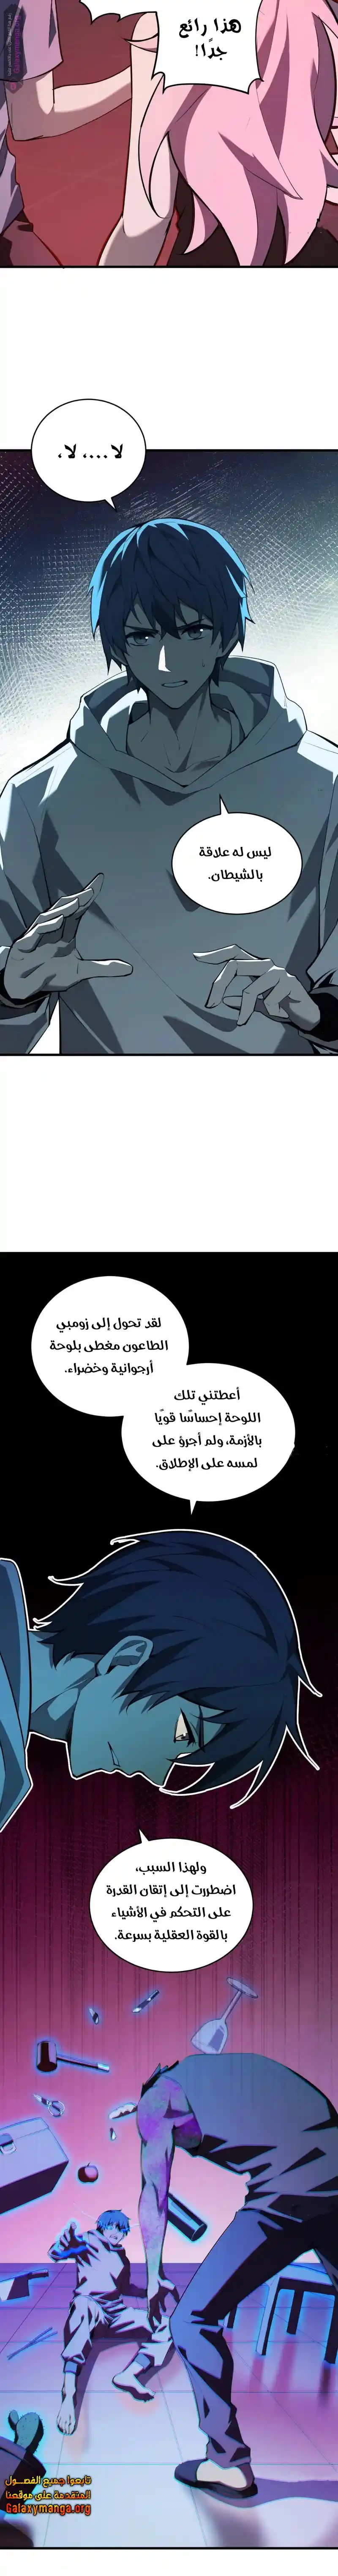 هذا رائع
جدًا!
Galaxymanga.org
لا....، لا،
ليس له علاقة
بالشيطان.
لقد تحول إلى زومبي
الطاعون مغطى بلوحة
أرجوانية وخضراء.
أعطتني تلك
اللوحة إحساسًا قويًا
بالأزمة، ولم أجرؤ على
لمسه على الإطلاق.
ولهذا السبب،
اضطررت إلى إتقان القدرة
على التحكم في الأشياء
بالقوة العقلية بسرعة.
تابعوا جميع الفصول
المتقدمة على موقعنا
Galaxymanga.org